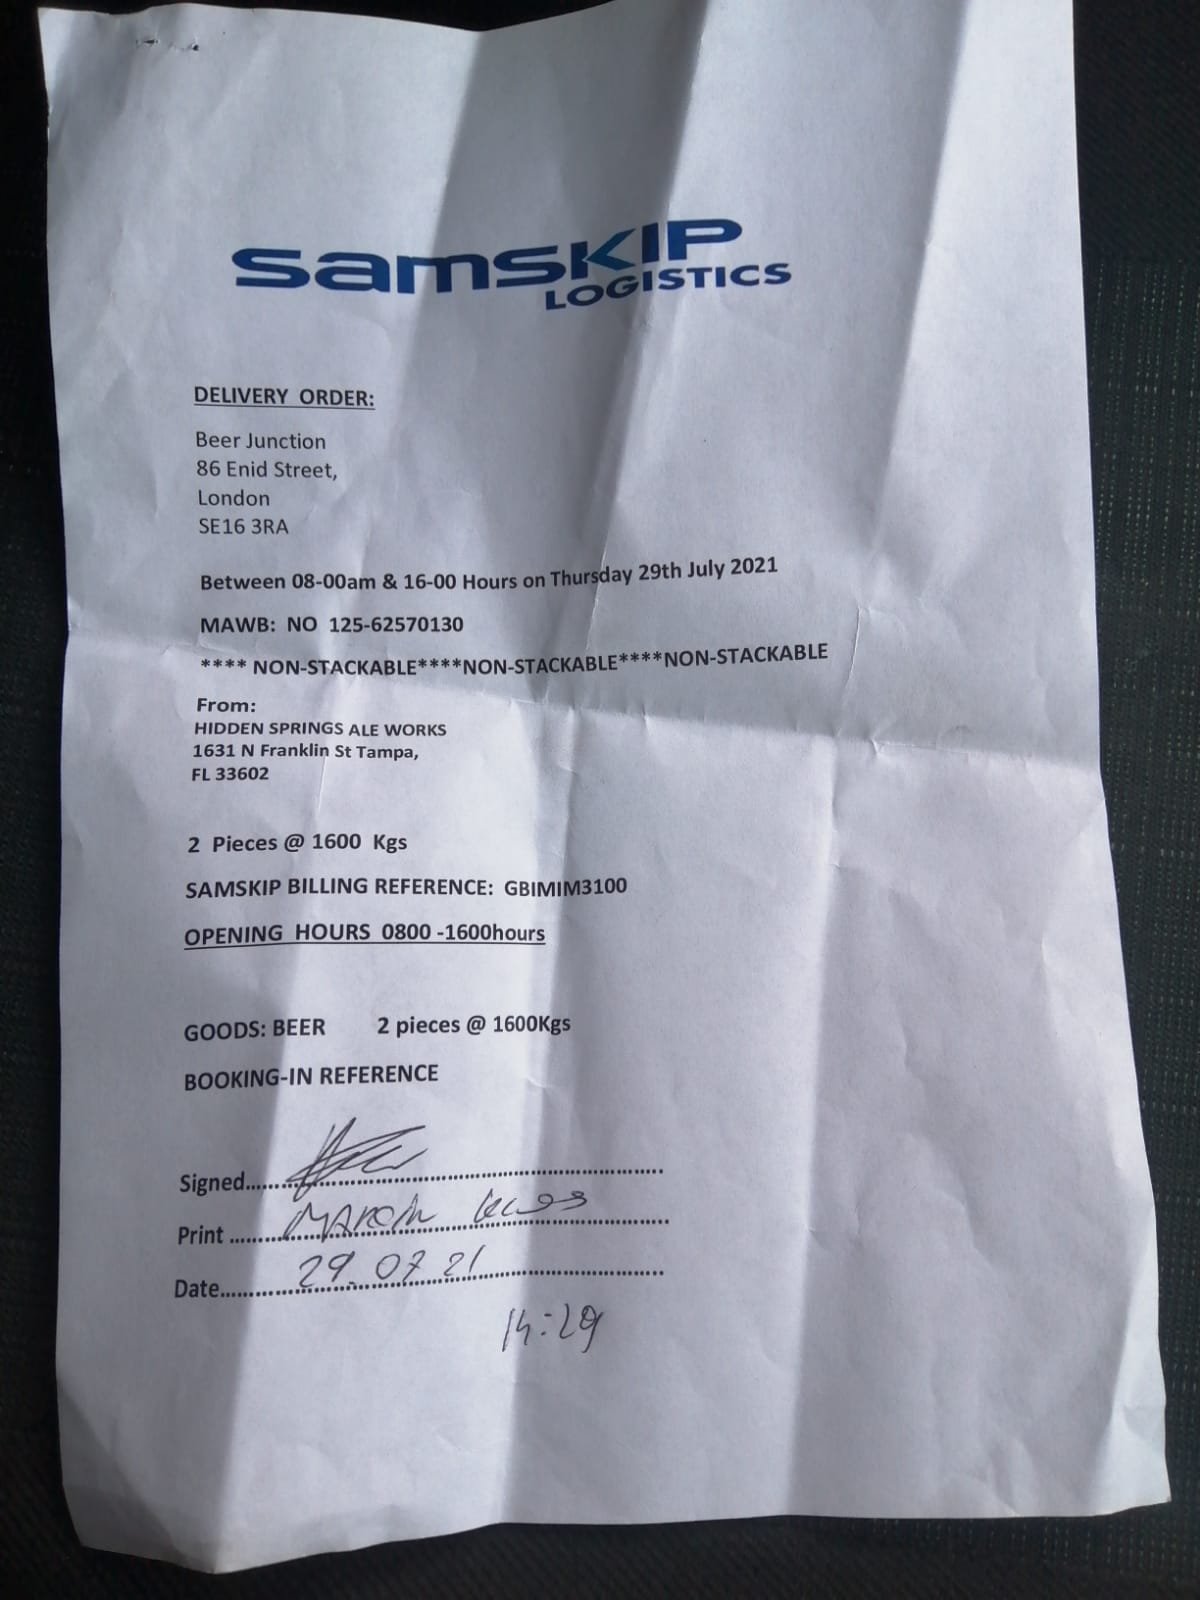 samskip
LOGISTICS
DELIVERY ORDER:
Beer Junction
86 Enid Street,
London
SE16 3RA
Between 08-00am & 16-00 Hours on Thursday 29th July 2021
MAWB: NO 125-62570130
**** NON-STACKABLE****NON-STACKABLE****NON-STACKABLE
From:
HIDDEN SPRINGS ALE WORKS
1631 N Franklin St Tampa,
FL 33602
2 Pieces @ 1600 Kgs
SAMSKIP BILLING REFERENCE: GBIMIM3100
OPENING HOURS 0800 -1600hours
GOODS: BEER 2 pieces @ 1600Kgs
BOOKING-IN REFERENCE
Signed
Print
Date 29.07 21
14:29